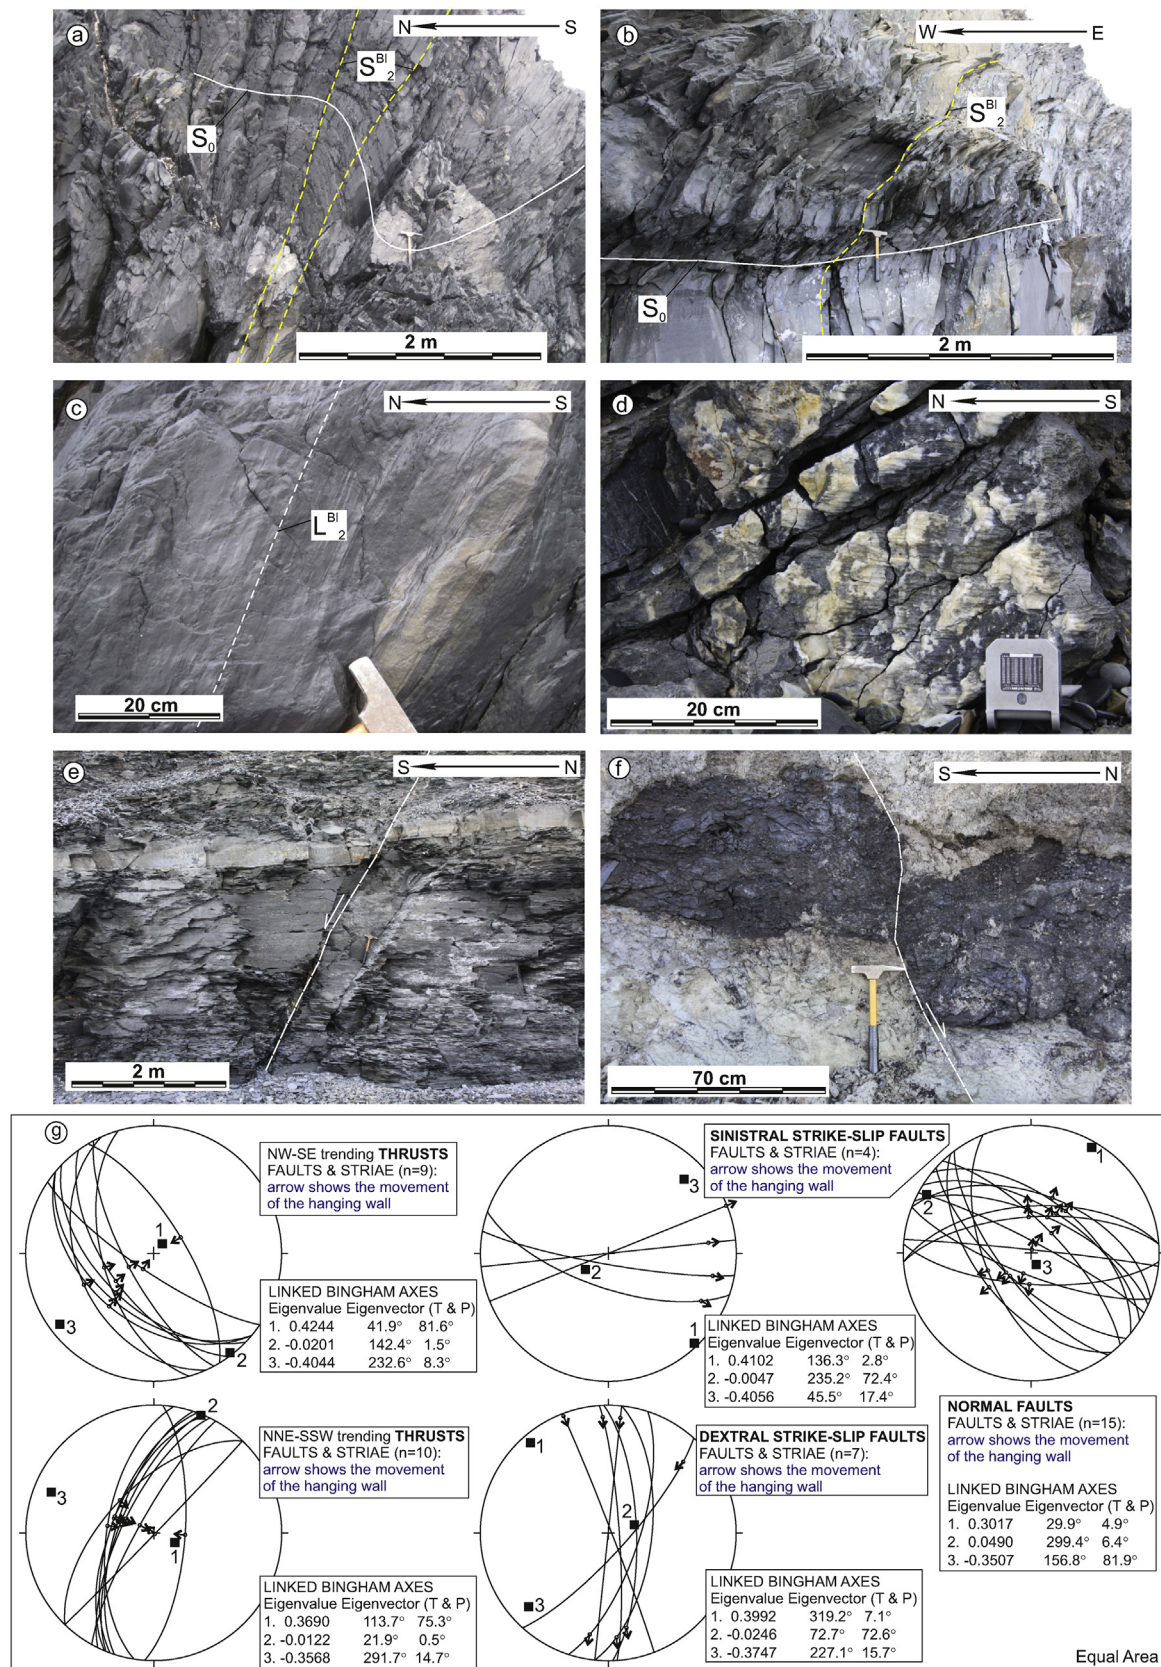 a
N S
S Bl 2
S0
2 m
b
W E
S Bl 2
S0
2 m
c
N S
L Bl 2
20 cm
d
N S
20 cm
e
S N
2 m
f
S N
70 cm
g
NW-SE trending THRUSTS
FAULTS & STRIAE (n=9):
arrow shows the movement
of the hanging wall
1
2
3
LINKED BINGHAM AXES
Eigenvalue Eigenvector (T & P)
1. 0.4244 41.9° 81.6°
2. -0.0201 142.4° 1.5°
3. -0.4044 232.6° 8.3°
SINISTRAL STRIKE-SLIP FAULTS
FAULTS & STRIAE (n=4):
arrow shows the movement
of the hanging wall
3
2
1
LINKED BINGHAM AXES
Eigenvalue Eigenvector (T & P)
1. 0.4102 136.3° 2.8°
2. -0.0047 235.2° 72.4°
3. -0.4056 45.5° 17.4°
1
2
3
NORMAL FAULTS
FAULTS & STRIAE (n=15):
arrow shows the movement
of the hanging wall
LINKED BINGHAM AXES
Eigenvalue Eigenvector (T & P)
1. 0.3017 29.9° 4.9°
2. 0.0490 299.4° 6.4°
3. -0.3507 156.8° 81.9°
NNE-SSW trending THRUSTS
FAULTS & STRIAE (n=10):
arrow shows the movement
of the hanging wall
2
3
1
LINKED BINGHAM AXES
Eigenvalue Eigenvector (T & P)
1. 0.3690 113.7° 75.3°
2. -0.0122 21.9° 0.5°
3. -0.3568 291.7° 14.7°
DEXTRAL STRIKE-SLIP FAULTS
FAULTS & STRIAE (n=7):
arrow shows the movement
of the hanging wall
1
2
3
LINKED BINGHAM AXES
Eigenvalue Eigenvector (T & P)
1. 0.3992 319.2° 7.1°
2. -0.0246 72.7° 72.6°
3. -0.3747 227.1° 15.7°
Equal Area